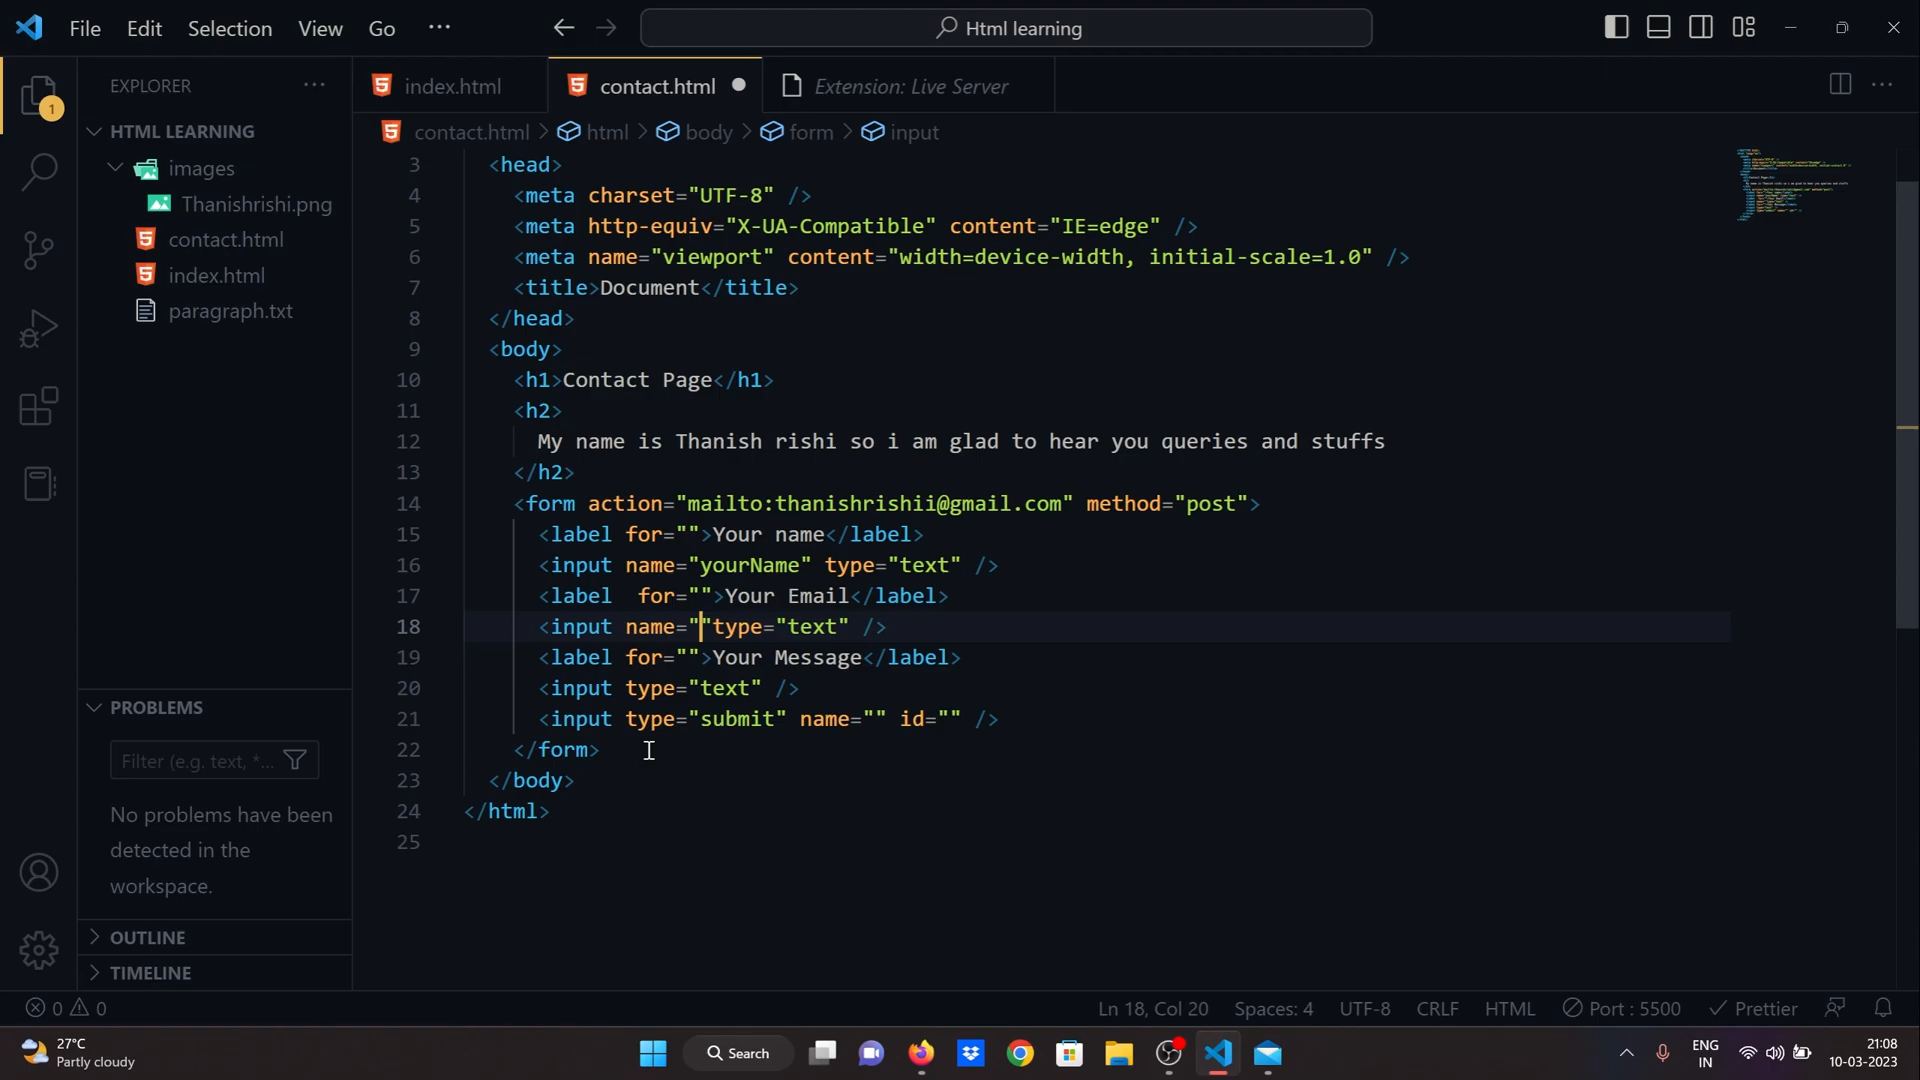 File Edit Selection View Go ··· Html learning
EXPLORER ···
HTML LEARNING
images
Thanishrishi.png
contact.html
index.html
paragraph.txt
PROBLEMS
Filter (e.g. text, *...
No problems have been
detected in the
workspace.
OUTLINE
TIMELINE
1
index.html contact.html Extension: Live Server
contact.html > html > body > form > input
3 <head>
4 <meta charset="UTF-8" />
5 <meta http-equiv="X-UA-Compatible" content="IE=edge" />
6 <meta name="viewport" content="width=device-width, initial-scale=1.0" />
7 <title>Document</title>
8 </head>
9 <body>
10 <h1>Contact Page</h1>
11 <h2>
12 My name is Thanish rishi so i am glad to hear you queries and stuffs
13 </h2>
14 <form action="mailto:thanishrishii@gmail.com" method="post">
15 <label for="">Your name</label>
16 <input name="yourName" type="text" />
17 <label  for="">Your Email</label>
18 <input name=""type="text" />
19 <label for="">Your Message</label>
20 <input type="text" />
21 <input type="submit" name="" id="" />
22 </form>
23 </body>
24 </html>
25
0 0 Ln 18, Col 20 Spaces: 4 UTF-8 CRLF HTML Port : 5500 Prettier
27°C
Partly cloudy
Search
ENG
IN
21:08
10-03-2023